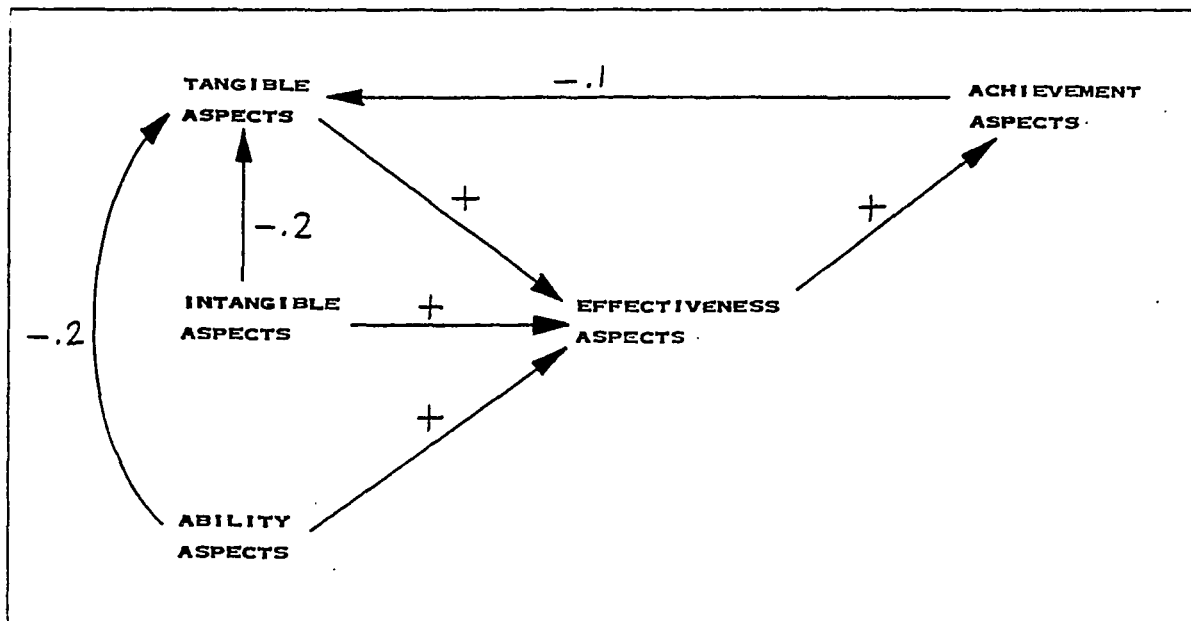 TANGIBLE
ASPECTS
-.1
ACHIEVEMENT
ASPECTS
+
+
-.2
INTANGIBLE
ASPECTS
+
EFFECTIVENESS
ASPECTS
-.2
+
ABILITY
ASPECTS